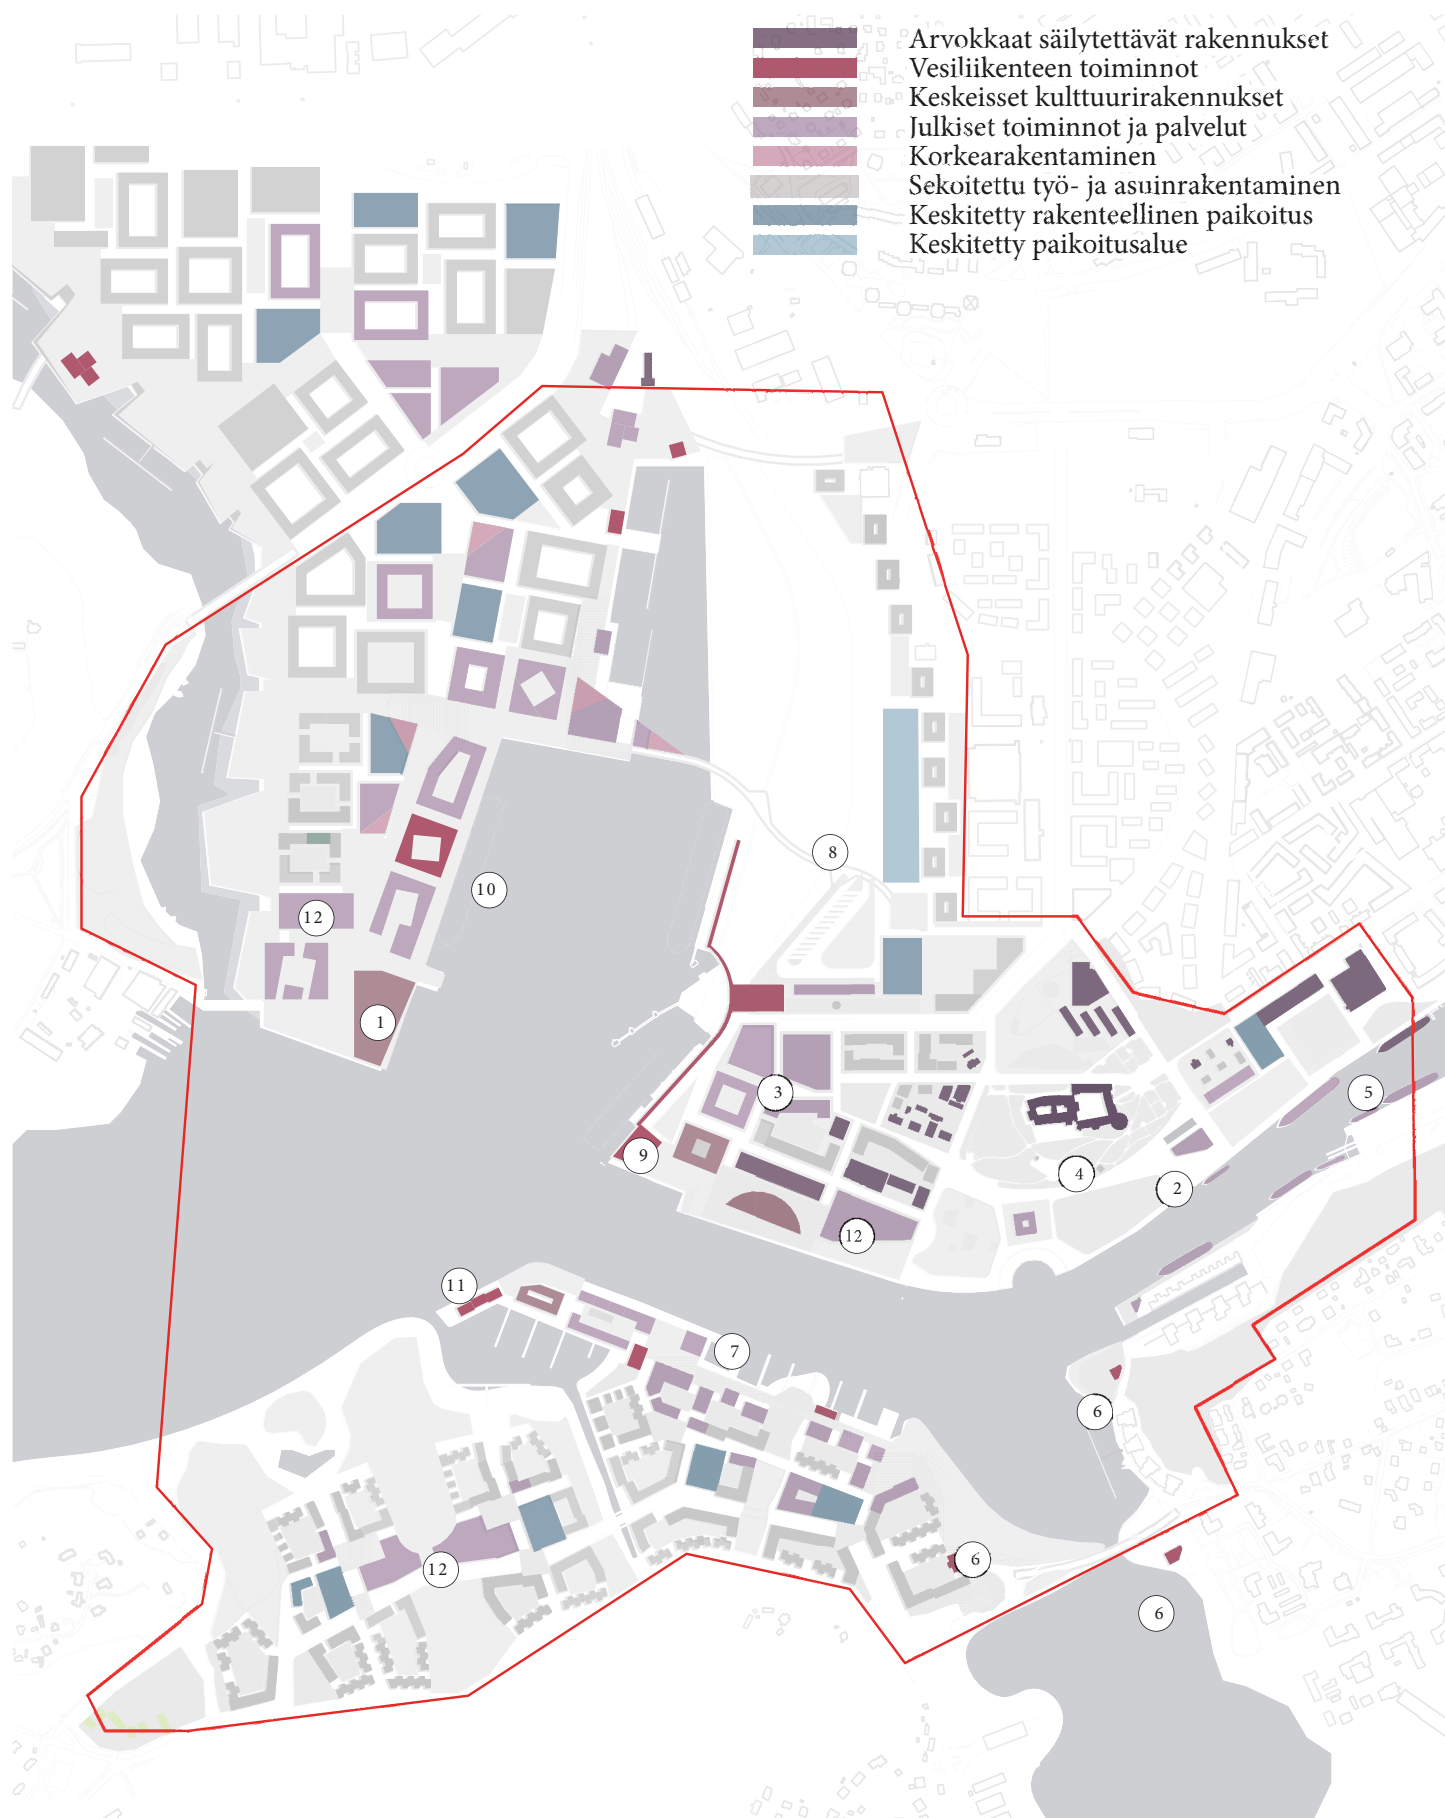 Arvokkaat säilytettävät rakennukset
Vesiliikenteen toiminnot
Keskeisset kulttuurirakennukset
Julkiset toiminnot ja palvelut
Korkearakentaminen
Sekoitettu työ- ja asuinrakentaminen
Keskitetty rakenteellinen paikoitus
Keskitetty paikoitusalue
8
10
12
1
3
5
9
4
2
12
11
7
6
12
6
6